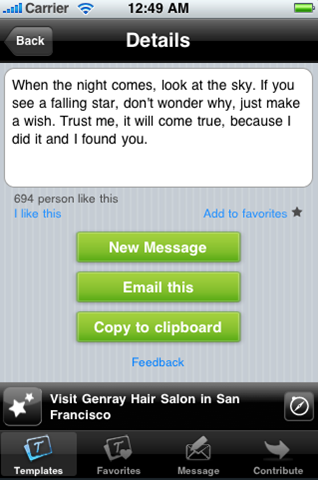 Carrier 12:49 AM
Back Details
When the night comes, look at the sky. If you
see a falling star, don't wonder why, just make
a wish. Trust me, it will come true, because I
did it and I found you.
694 person like this
I like this Add to favorites
New Message
Email this
Copy to clipboard
Feedback
Visit Genray Hair Salon in San
Francisco
Templates Favorites Message Contribute